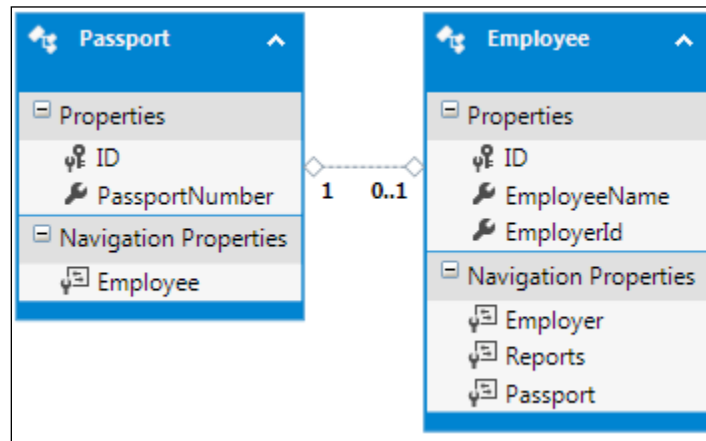 Passport
Properties
ID
PassportNumber
Navigation Properties
Employee
1 0..1
Employee
Properties
ID
EmployeeName
EmployerId
Navigation Properties
Employer
Reports
Passport